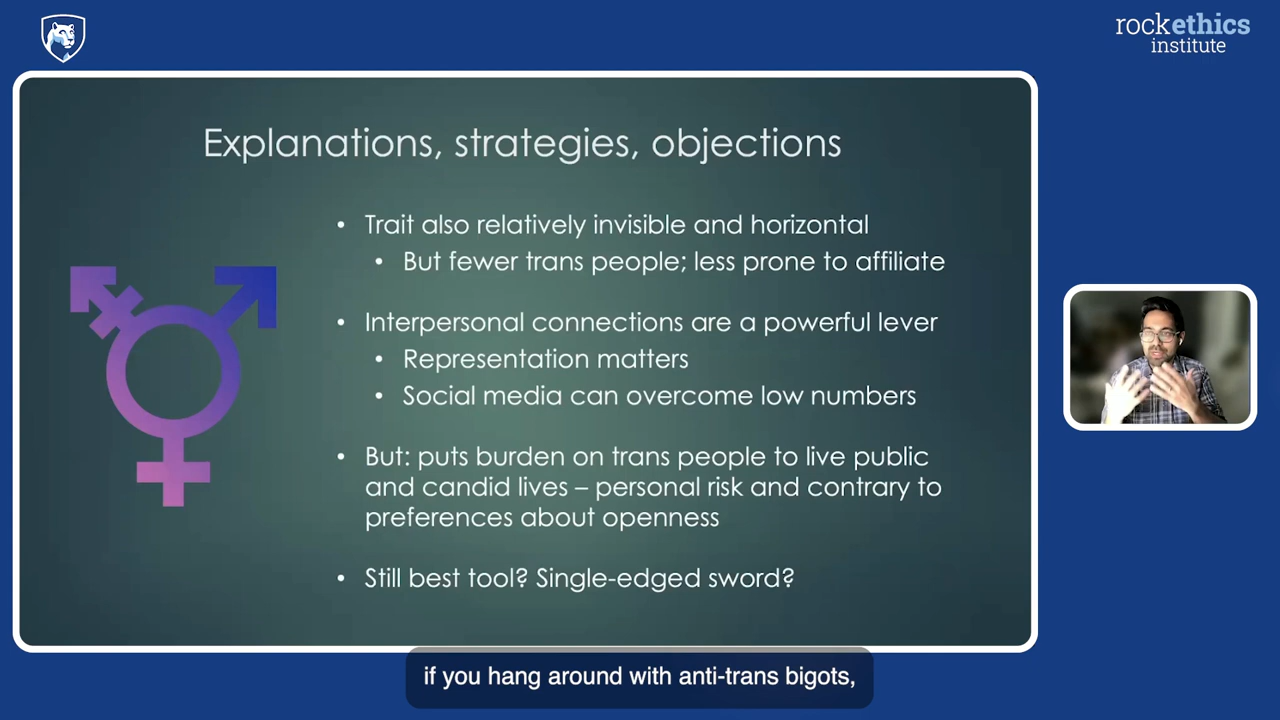 rockethics
institute
Explanations, strategies, objections
• Trait also relatively invisible and horizontal
• But fewer trans people; less prone to affiliate
• Interpersonal connections are a powerful lever
• Representation matters
• Social media can overcome low numbers
• But: puts burden on trans people to live public
and candid lives – personal risk and contrary to
preferences about openness
• Still best tool? Single-edged sword?
if you hang around with anti-trans bigots,